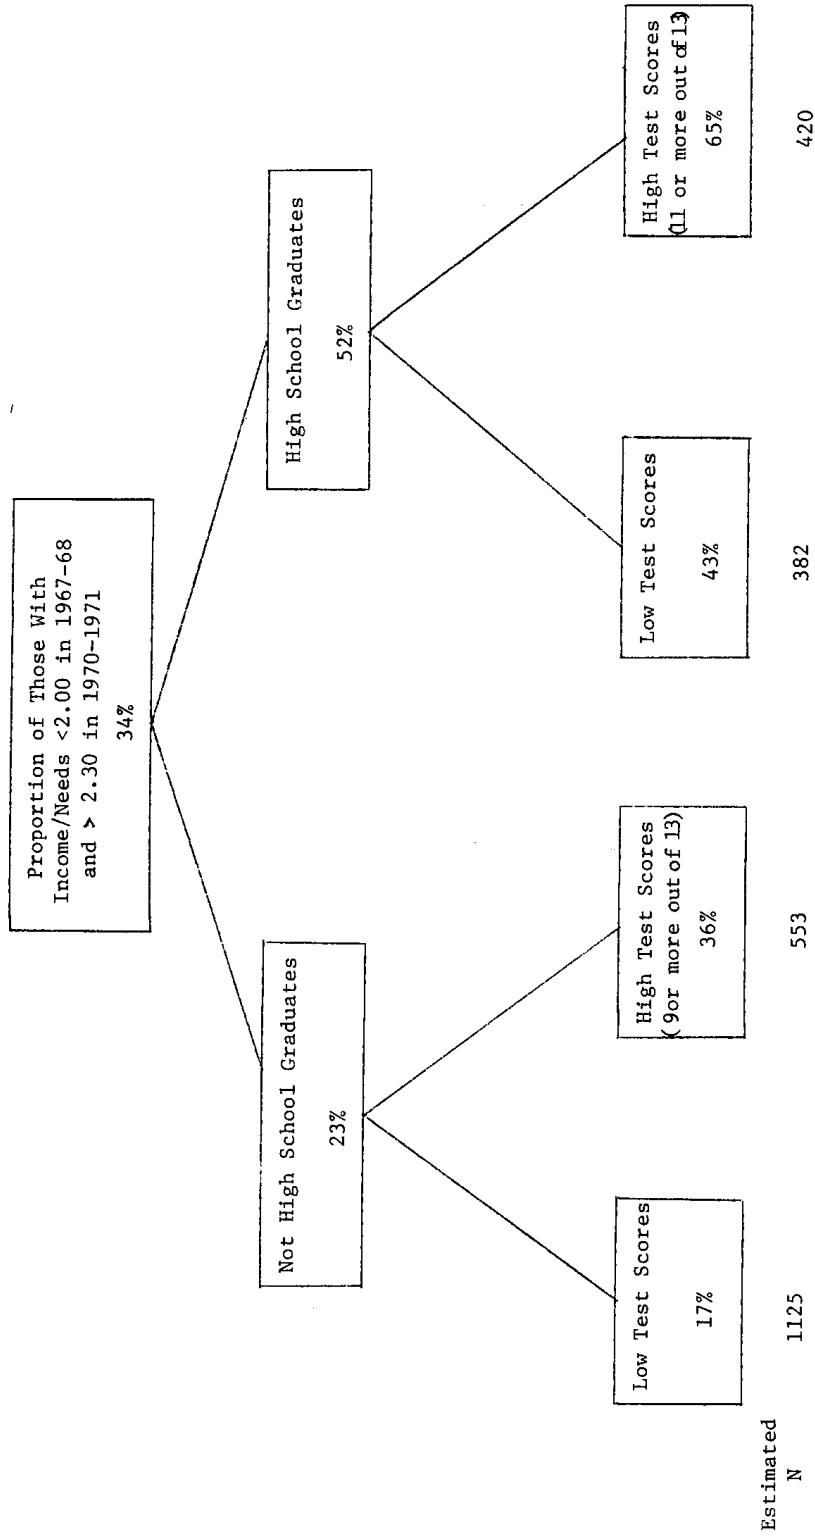 Proportion of Those With
Income/Needs <2.00 in 1967-68
and > 2.30 in 1970-1971
34%
Not High School Graduates
23%
High School Graduates
52%
Low Test Scores
17%
High Test Scores
(9or more out of 13)
36%
Low Test Scores
43%
High Test Scores
(11 or more out of 13)
65%
Estimated
N
1125
553
382
420